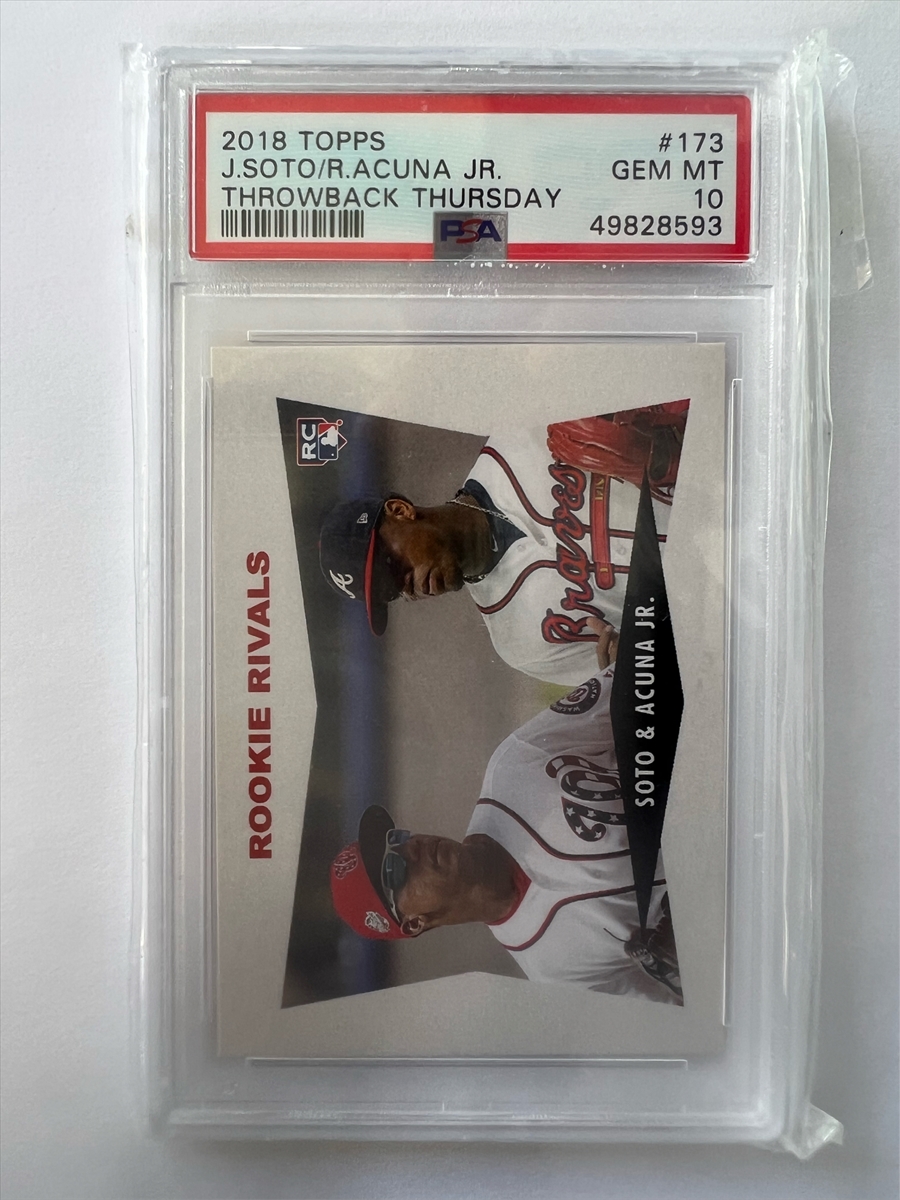 2018 TOPPS #173
J.SOTO/R.ACUNA JR. GEM MT
THROWBACK THURSDAY 10
PSA 49828593
ROOKIE RIVALS
RC
A
Braves
SOTO & ACUNA JR.